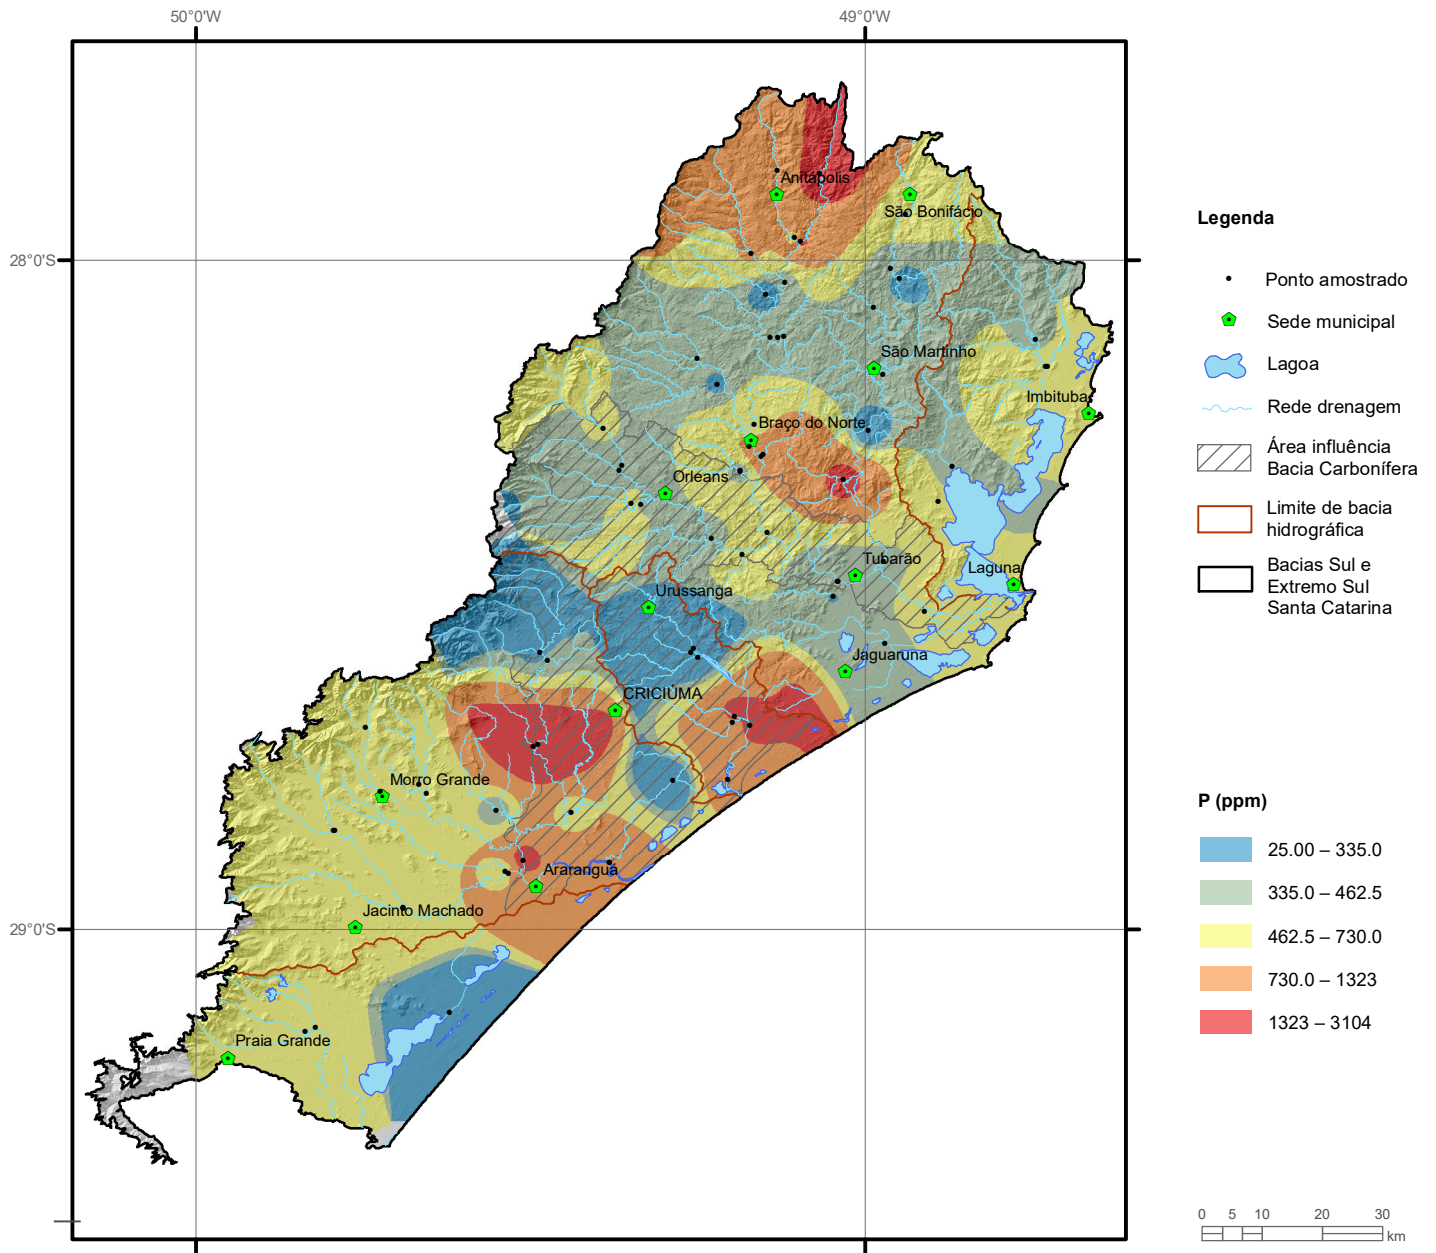 50°0'W
49°0'W
28°0'S
29°0'S
Anitápolis
São Bonifácio
São Martinho
Imbituba
Braço do Norte
Orleans
Tubarão
Laguna
Urussanga
Jaguaruna
CRICIÚMA
Morro Grande
Araranguá
Jacinto Machado
Praia Grande
Legenda
Ponto amostrado
Sede municipal
Lagoa
Rede drenagem
Área influência
Bacia Carbonífera
Limite de bacia
hidrográfica
Bacias Sul e
Extremo Sul
Santa Catarina
P (ppm)
25.00 – 335.0
335.0 – 462.5
462.5 – 730.0
730.0 – 1323
1323 – 3104
0 5 10 20 30
km